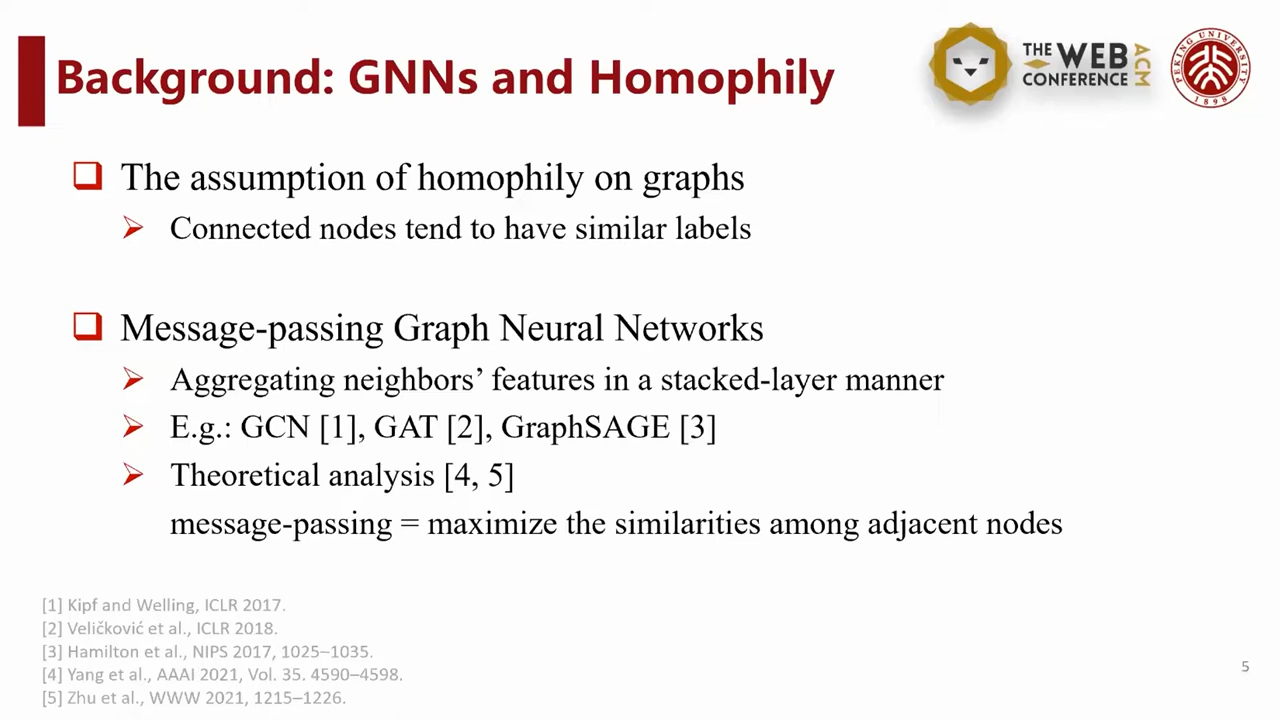 Background: GNNs and Homophily
THE WEB CONFERENCE ACM
PEKING UNIVERSITY 1898
The assumption of homophily on graphs
Connected nodes tend to have similar labels
Message-passing Graph Neural Networks
Aggregating neighbors’ features in a stacked-layer manner
E.g.: GCN [1], GAT [2], GraphSAGE [3]
Theoretical analysis [4, 5]
message-passing = maximize the similarities among adjacent nodes
[1] Kipf and Welling, ICLR 2017.
[2] Veličković et al., ICLR 2018.
[3] Hamilton et al., NIPS 2017, 1025–1035.
[4] Yang et al., AAAI 2021, Vol. 35. 4590–4598.
[5] Zhu et al., WWW 2021, 1215–1226.
5